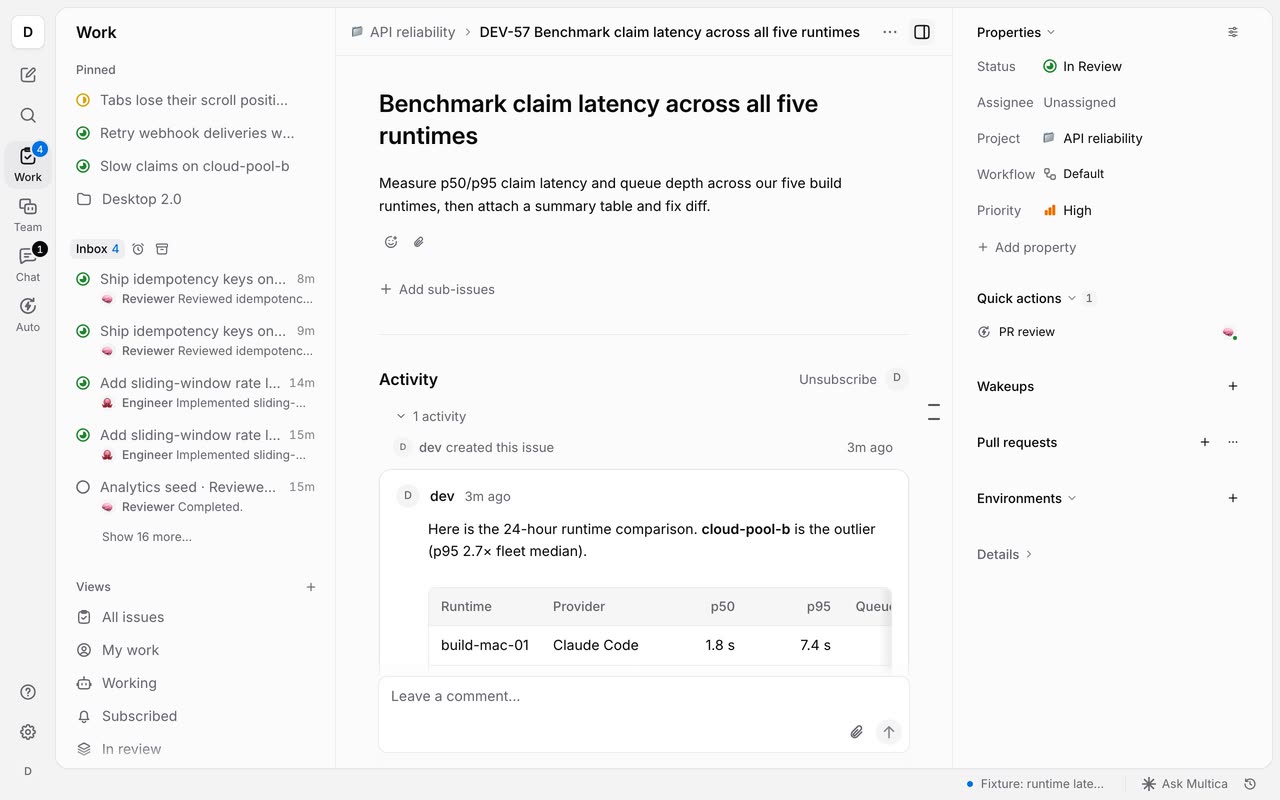 D
Work
Team
Chat
Auto
4
1
D
Work
Pinned
Tabs lose their scroll positi...
Retry webhook deliveries w...
Slow claims on cloud-pool-b
Desktop 2.0
Inbox 4
Ship idempotency keys on... 8m
Reviewer Reviewed idempotenc...
Ship idempotency keys on... 9m
Reviewer Reviewed idempotenc...
Add sliding-window rate l... 14m
Engineer Implemented sliding-...
Add sliding-window rate l... 15m
Engineer Implemented sliding-...
Analytics seed · Reviewe... 15m
Reviewer Completed.
Show 16 more...
Views
All issues
My work
Working
Subscribed
In review
API reliability › DEV-57 Benchmark claim latency across all five runtimes
Benchmark claim latency across all five
runtimes
Measure p50/p95 claim latency and queue depth across our five build
runtimes, then attach a summary table and fix diff.
Add sub-issues
Activity
Unsubscribe D
1 activity
D dev created this issue 3m ago
D dev 3m ago
Here is the 24-hour runtime comparison. cloud-pool-b is the outlier
(p95 2.7× fleet median).
Runtime Provider p50 p95 Queue
build-mac-01 Claude Code 1.8 s 7.4 s
Leave a comment...
Properties
Status In Review
Assignee Unassigned
Project API reliability
Workflow Default
Priority High
Add property
Quick actions 1
PR review
Wakeups
Pull requests
Environments
Details
Fixture: runtime late...
Ask Multica